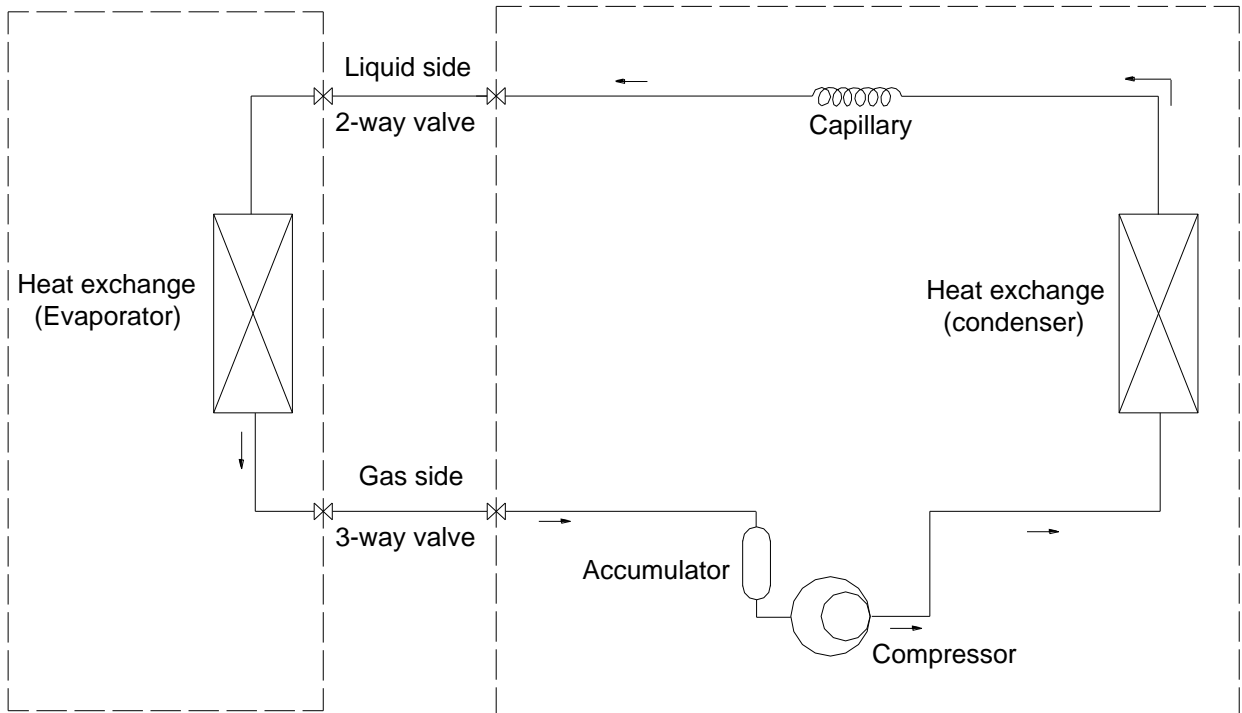 Liquid side
2-way valve
Capillary
Heat exchange
(Evaporator)
Heat exchange
(condenser)
Gas side
3-way valve
Accumulator
Compressor